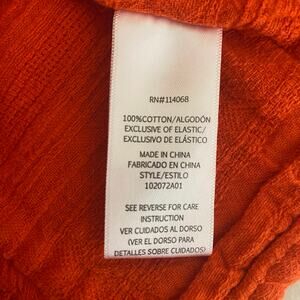 RN#114068
100%COTTON/ALGODÓN
EXCLUSIVE OF ELASTIC/
EXCLUSIVO DE ELÁSTICO
MADE IN CHINA
FABRICADO EN CHINA
STYLE/ESTILO
102072A01
SEE REVERSE FOR CARE
INSTRUCTION
VER CUIDADOS AL DORSO
(VER EL DORSO PARA
DETALLES SOBRE CUIDADOS)